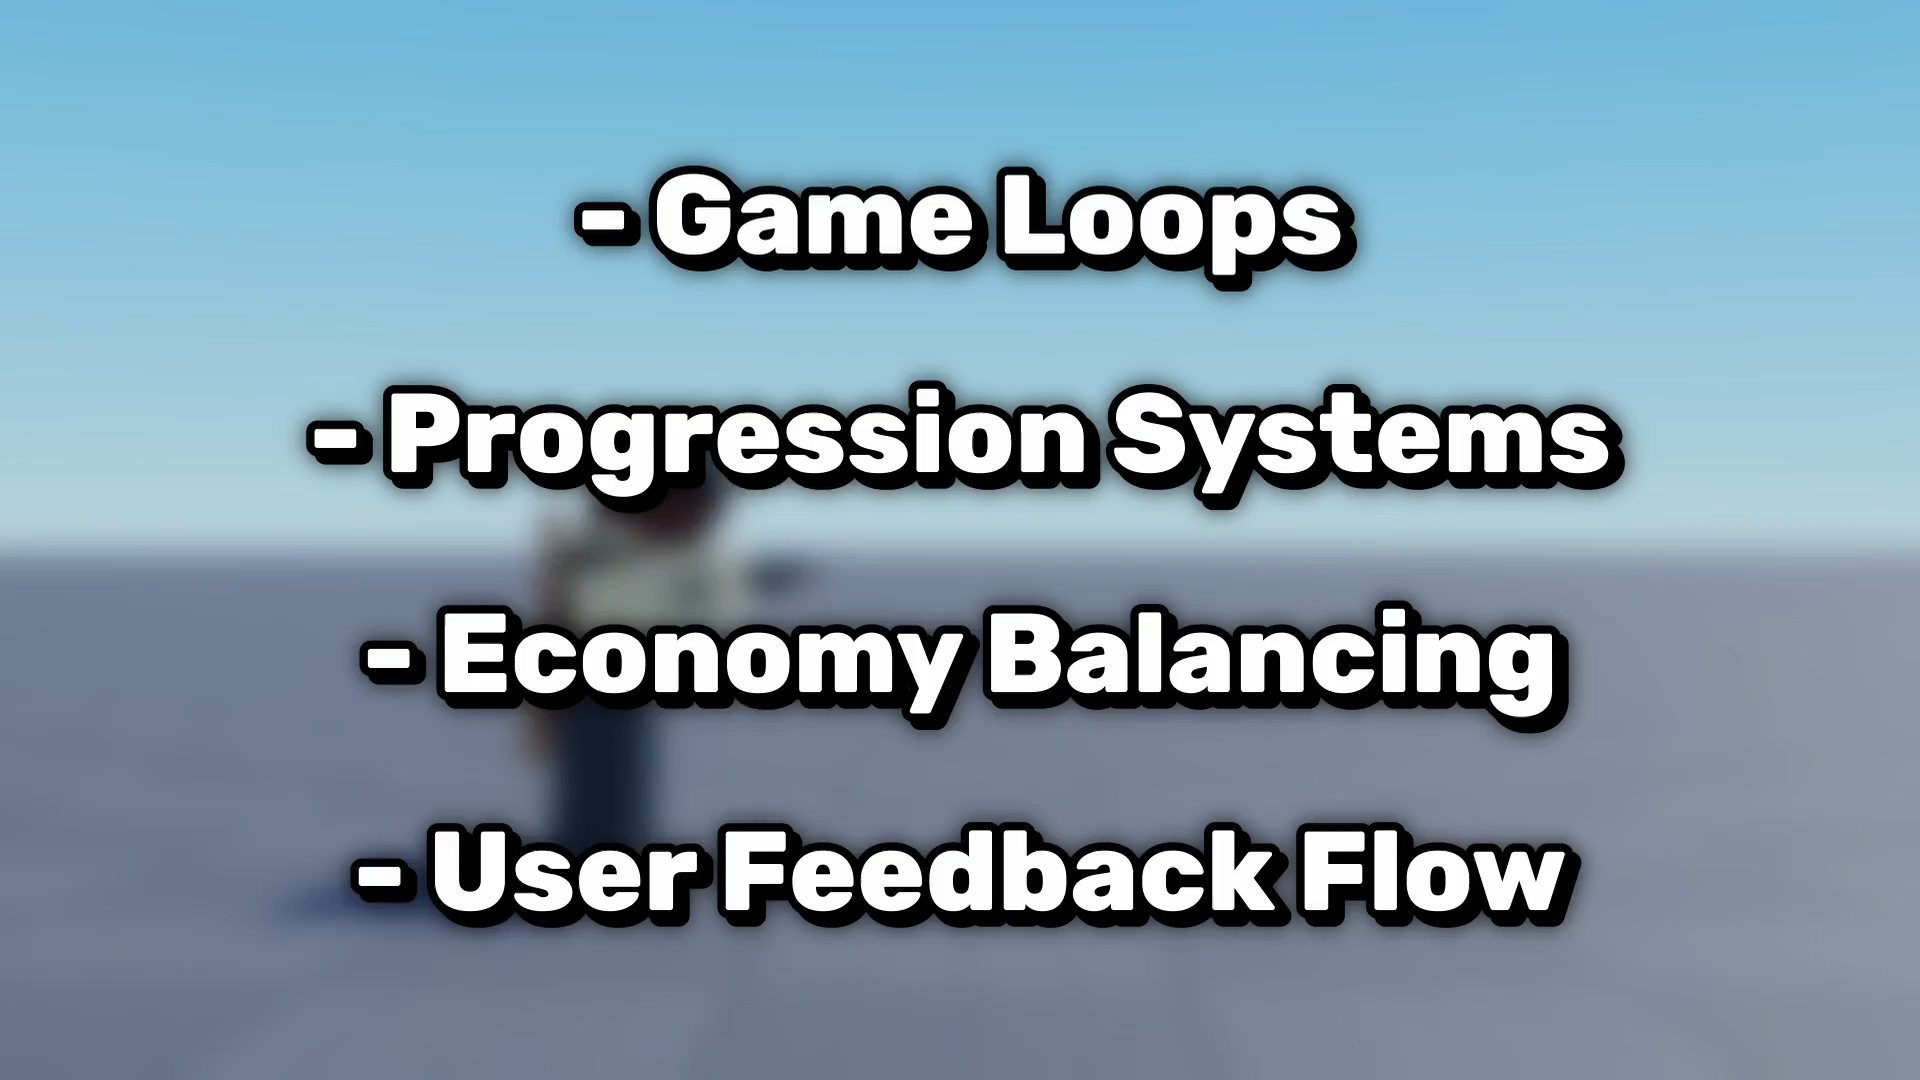 - Game Loops
- Progression Systems
- Economy Balancing
- User Feedback Flow